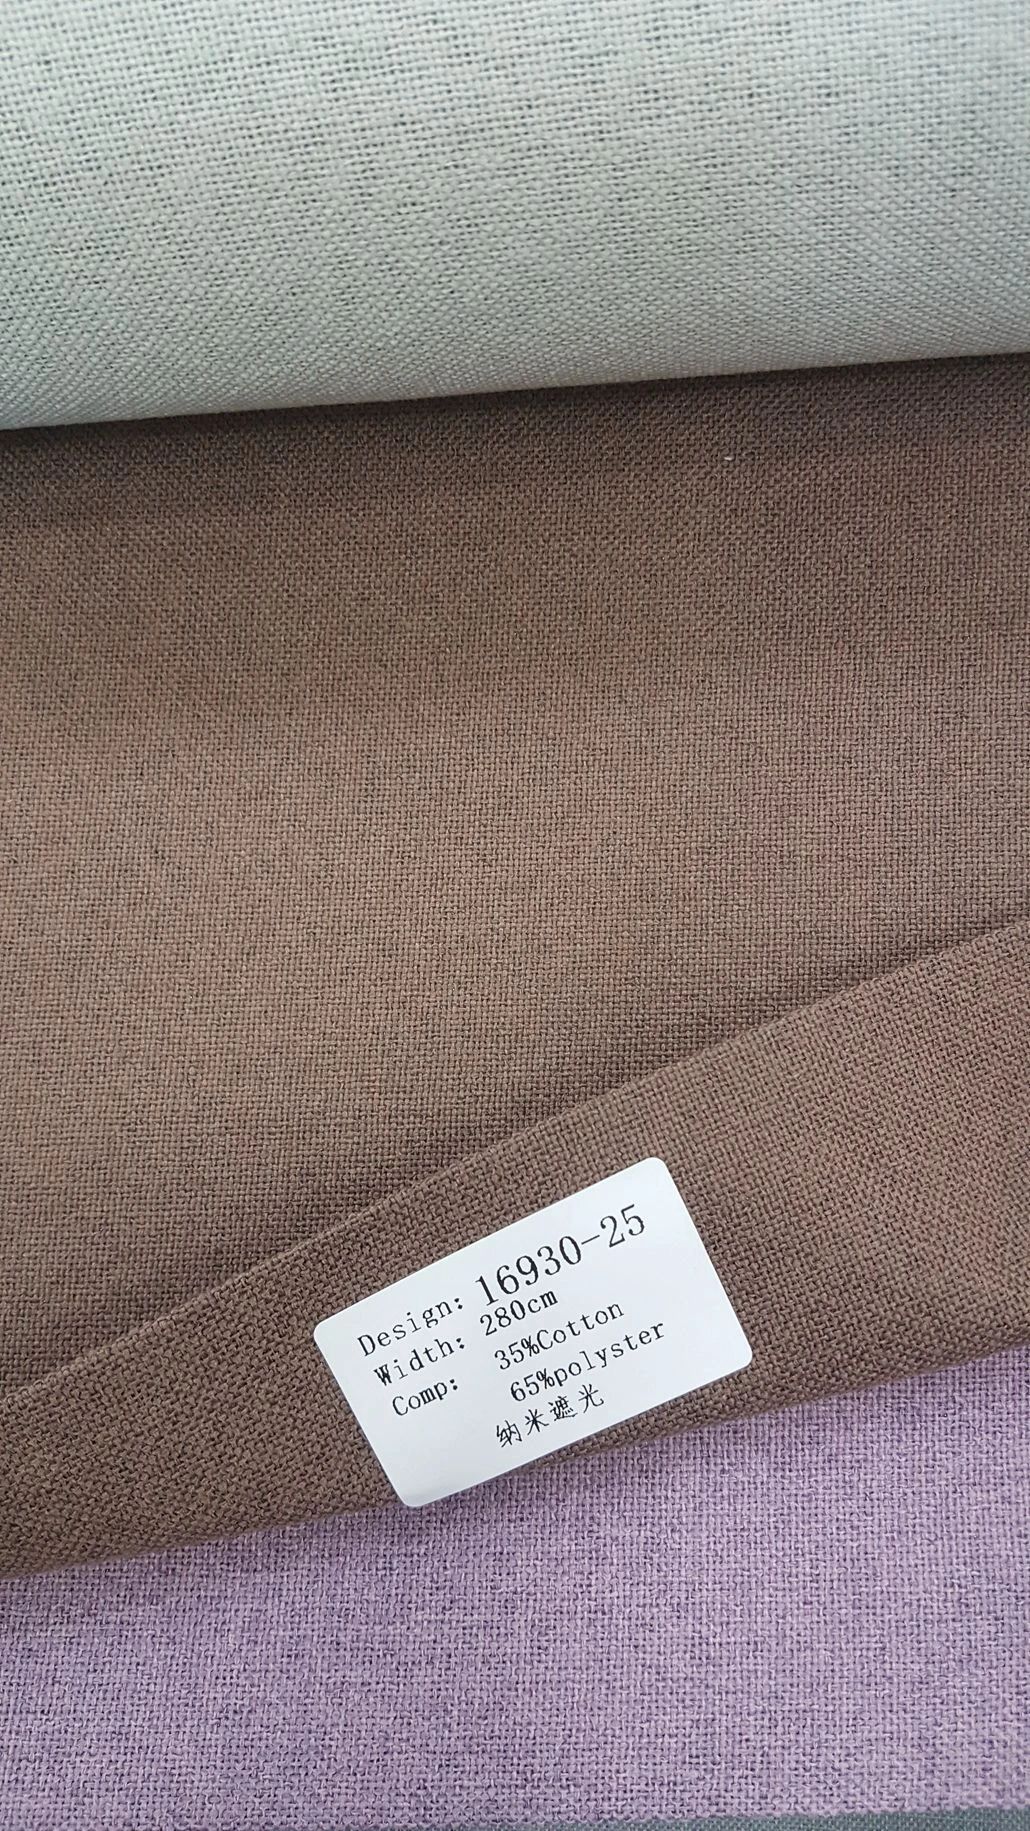 Design: 16930-25
Width: 280cm
Comp: 35%Cotton
65%polyster
纳米遮光